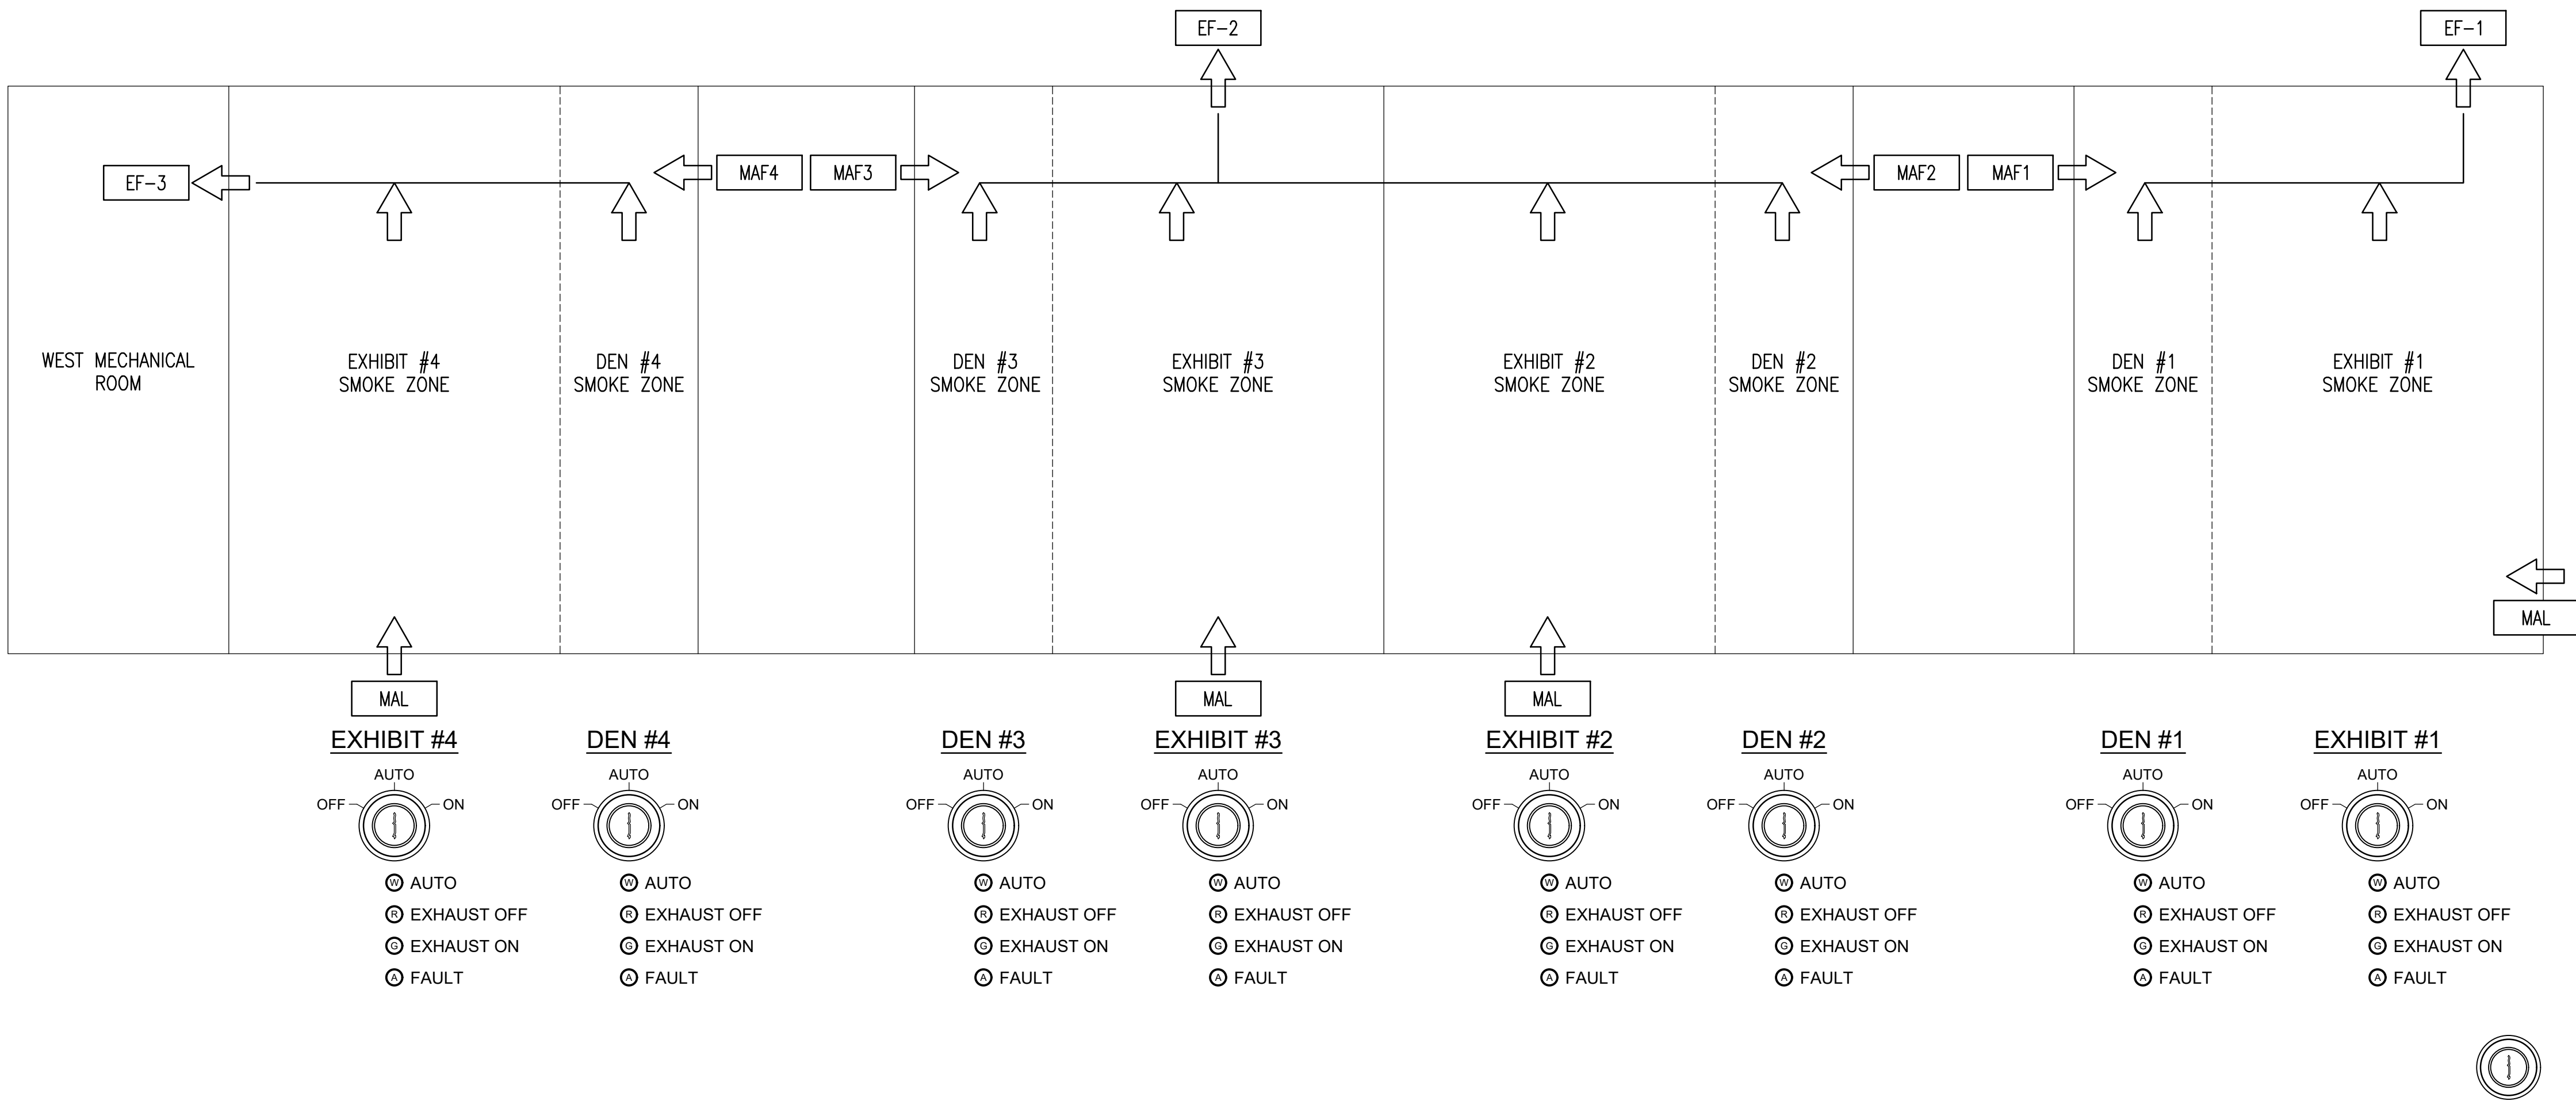 EF-2
EF-1
EF-3
MAF4
MAF3
MAF2
MAF1
WEST MECHANICAL
ROOM
EXHIBIT #4
SMOKE ZONE
DEN #4
SMOKE ZONE
DEN #3
SMOKE ZONE
EXHIBIT #3
SMOKE ZONE
EXHIBIT #2
SMOKE ZONE
DEN #2
SMOKE ZONE
DEN #1
SMOKE ZONE
EXHIBIT #1
SMOKE ZONE
MAL
MAL
MAL
MAL
EXHIBIT #4
AUTO
OFF
ON
W AUTO
R EXHAUST OFF
G EXHAUST ON
A FAULT
DEN #4
AUTO
OFF
ON
W AUTO
R EXHAUST OFF
G EXHAUST ON
A FAULT
DEN #3
AUTO
OFF
ON
W AUTO
R EXHAUST OFF
G EXHAUST ON
A FAULT
EXHIBIT #3
AUTO
OFF
ON
W AUTO
R EXHAUST OFF
G EXHAUST ON
A FAULT
EXHIBIT #2
AUTO
OFF
ON
W AUTO
R EXHAUST OFF
G EXHAUST ON
A FAULT
DEN #2
AUTO
OFF
ON
W AUTO
R EXHAUST OFF
G EXHAUST ON
A FAULT
DEN #1
AUTO
OFF
ON
W AUTO
R EXHAUST OFF
G EXHAUST ON
A FAULT
EXHIBIT #1
AUTO
OFF
ON
W AUTO
R EXHAUST OFF
G EXHAUST ON
A FAULT